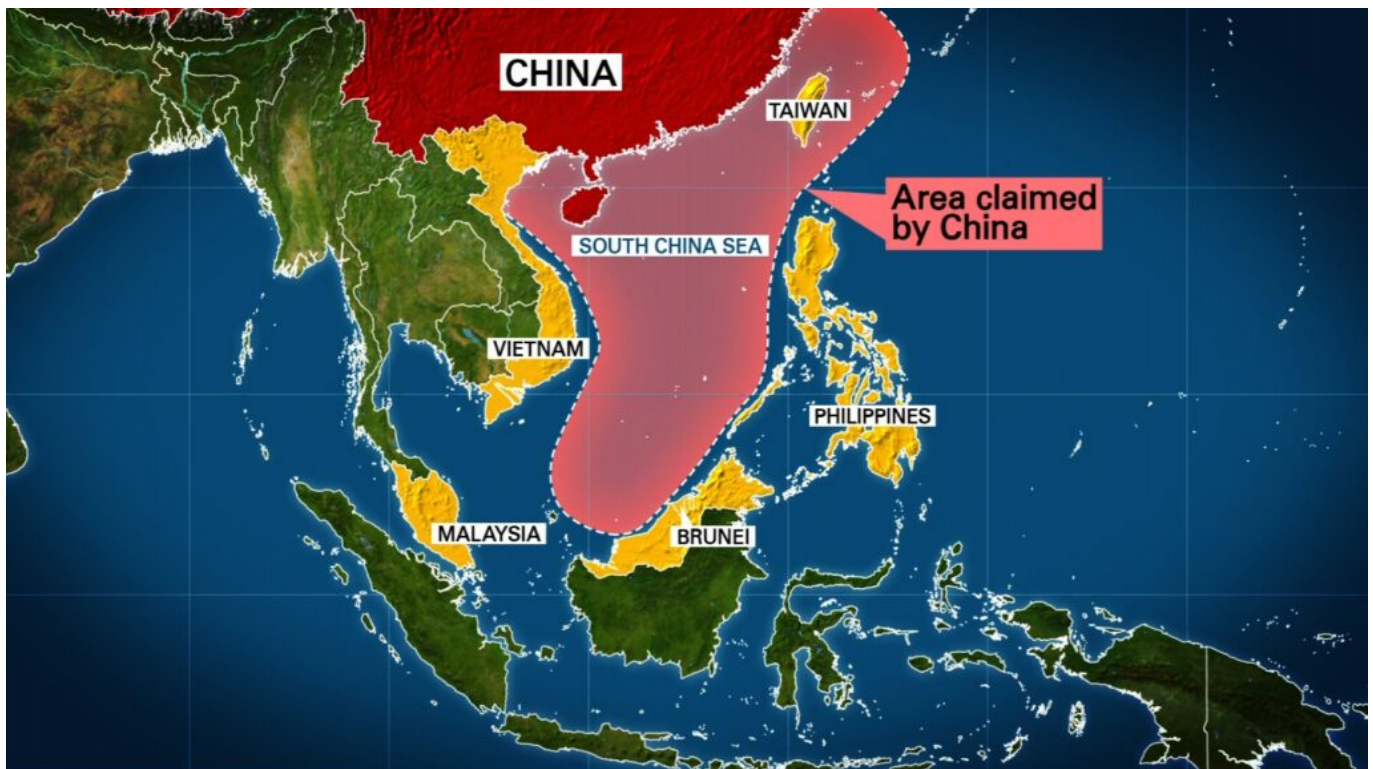 CHINA
TAIWAN
Area claimed
by China
SOUTH CHINA SEA
VIETNAM
PHILIPPINES
MALAYSIA
BRUNEI